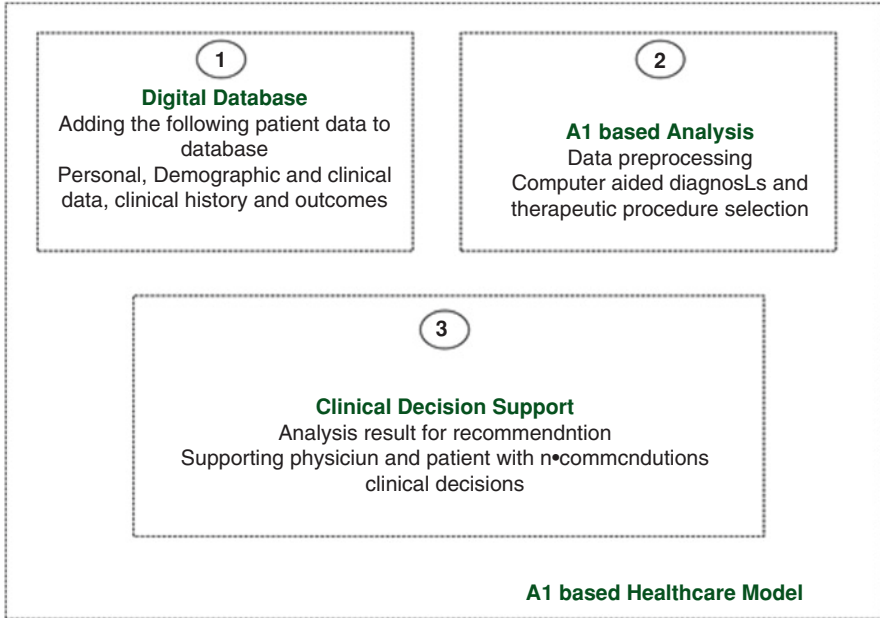 1
Digital Database
Adding the following patient data to
database
Personal, Demographic and clinical
data, clinical history and outcomes
2
A1 based Analysis
Data preprocessing
Computer aided diagnosLs and
therapeutic procedure selection
3
Clinical Decision Support
Analysis result for recommendntion
Supporting physiciun and patient with n•commcndutions
clinical decisions
A1 based Healthcare Model